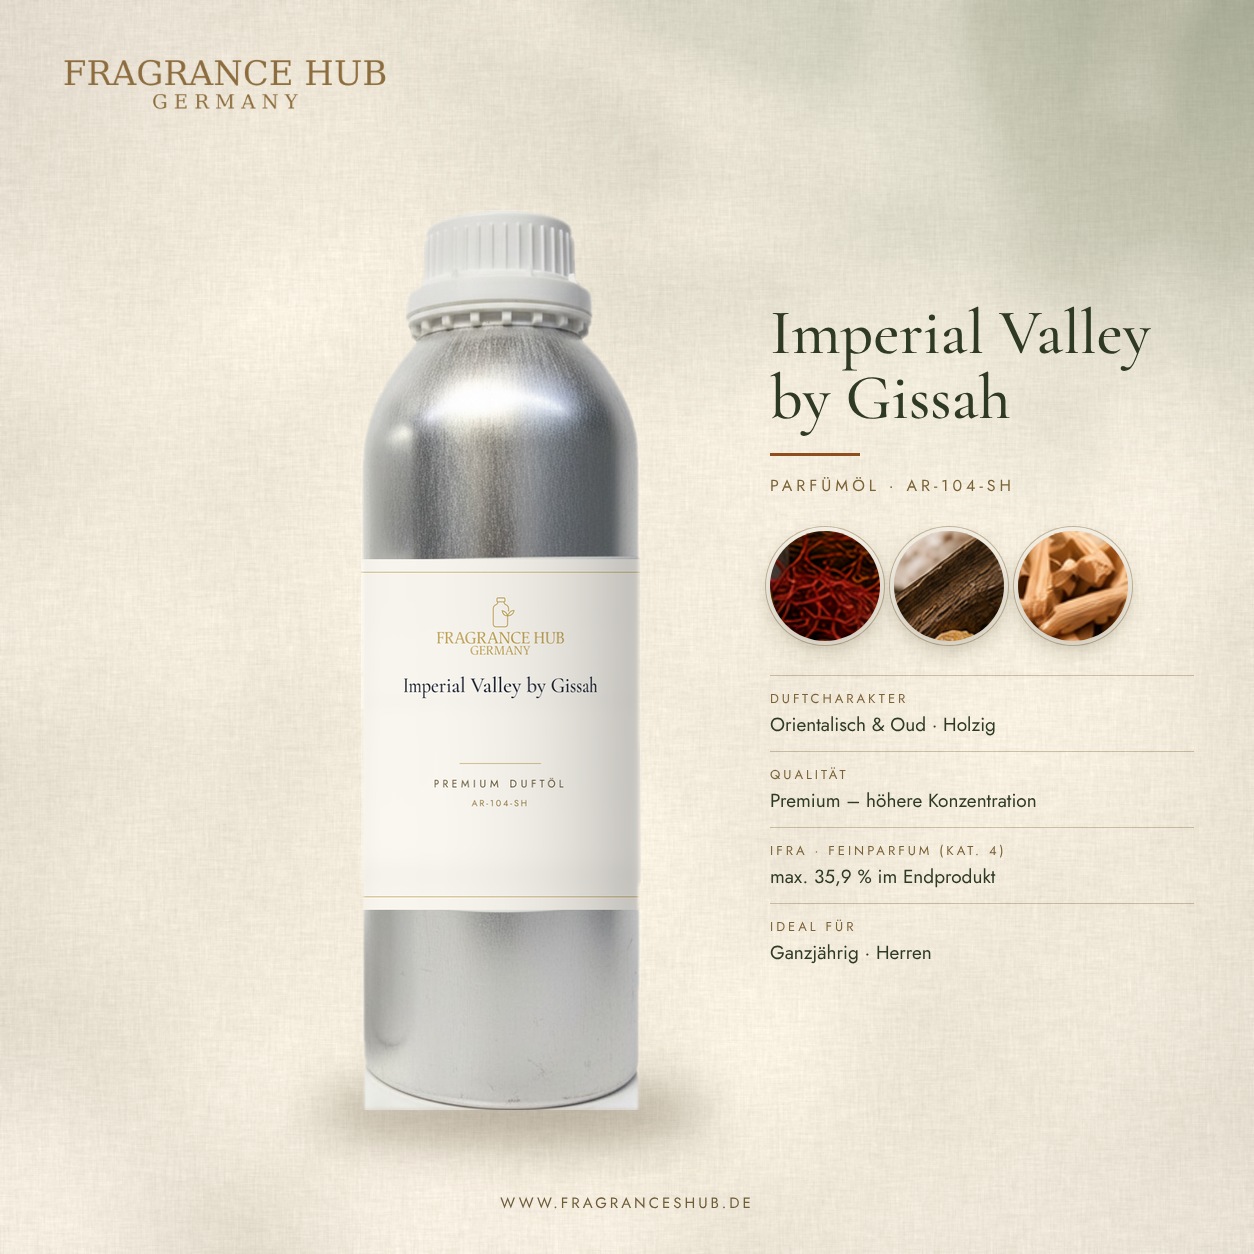 FRAGRANCE HUB
GERMANY
Imperial Valley
by Gissah
PARFÜMÖL · AR-104-SH
FRAGRANCE HUB
GERMANY
Imperial Valley by Gissah
PREMIUM DUFTÖL
AR-104-SH
DUFTCHARAKTER
Orientalisch & Oud · Holzig
QUALITÄT
Premium – höhere Konzentration
IFRA · FEINPARFUM (KAT. 4)
max. 35,9 % im Endprodukt
IDEAL FÜR
Ganzjährig · Herren
WWW.FRAGRANCESHUB.DE